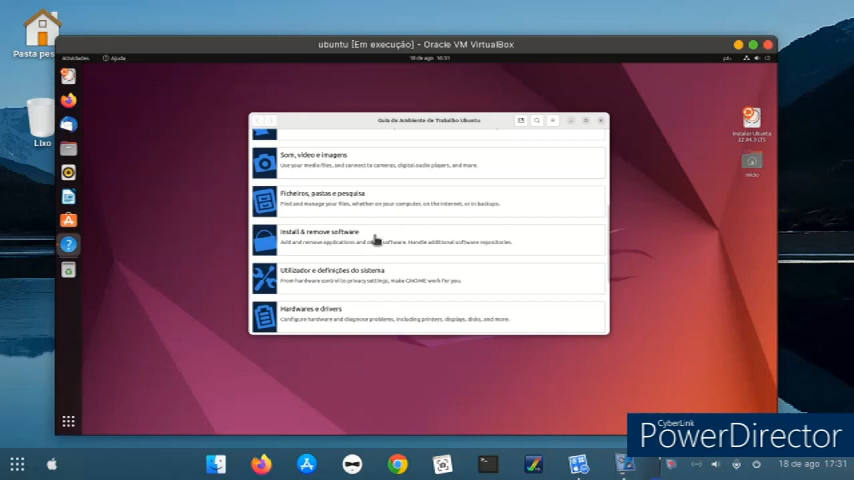 Pasta pes
Lixo
ubuntu [Em execução] - Oracle VM VirtualBox
Atividades
Ajuda
18 de ago 16:31
Guia de Ambiente de Trabalho Ubuntu
Som, vídeo e imagens
Use your media files, and connect to cameras, digital audio players, and more.
Ficheiros, pastas e pesquisa
Find and manage your files, whether on your computer, on the internet, or in backups.
Install & remove software
Add and remove applications and software. Handle additional software repositories.
Utilizador e definições do sistema
From hardware control to privacy settings, make GNOME work for you.
Hardwares e drivers
Configure hardware and diagnose problems, including printers, displays, disks, and more.
Instalar Ubuntu
22.04.3 LTS
Início
CyberLink
PowerDirector
18 de ago 17:31